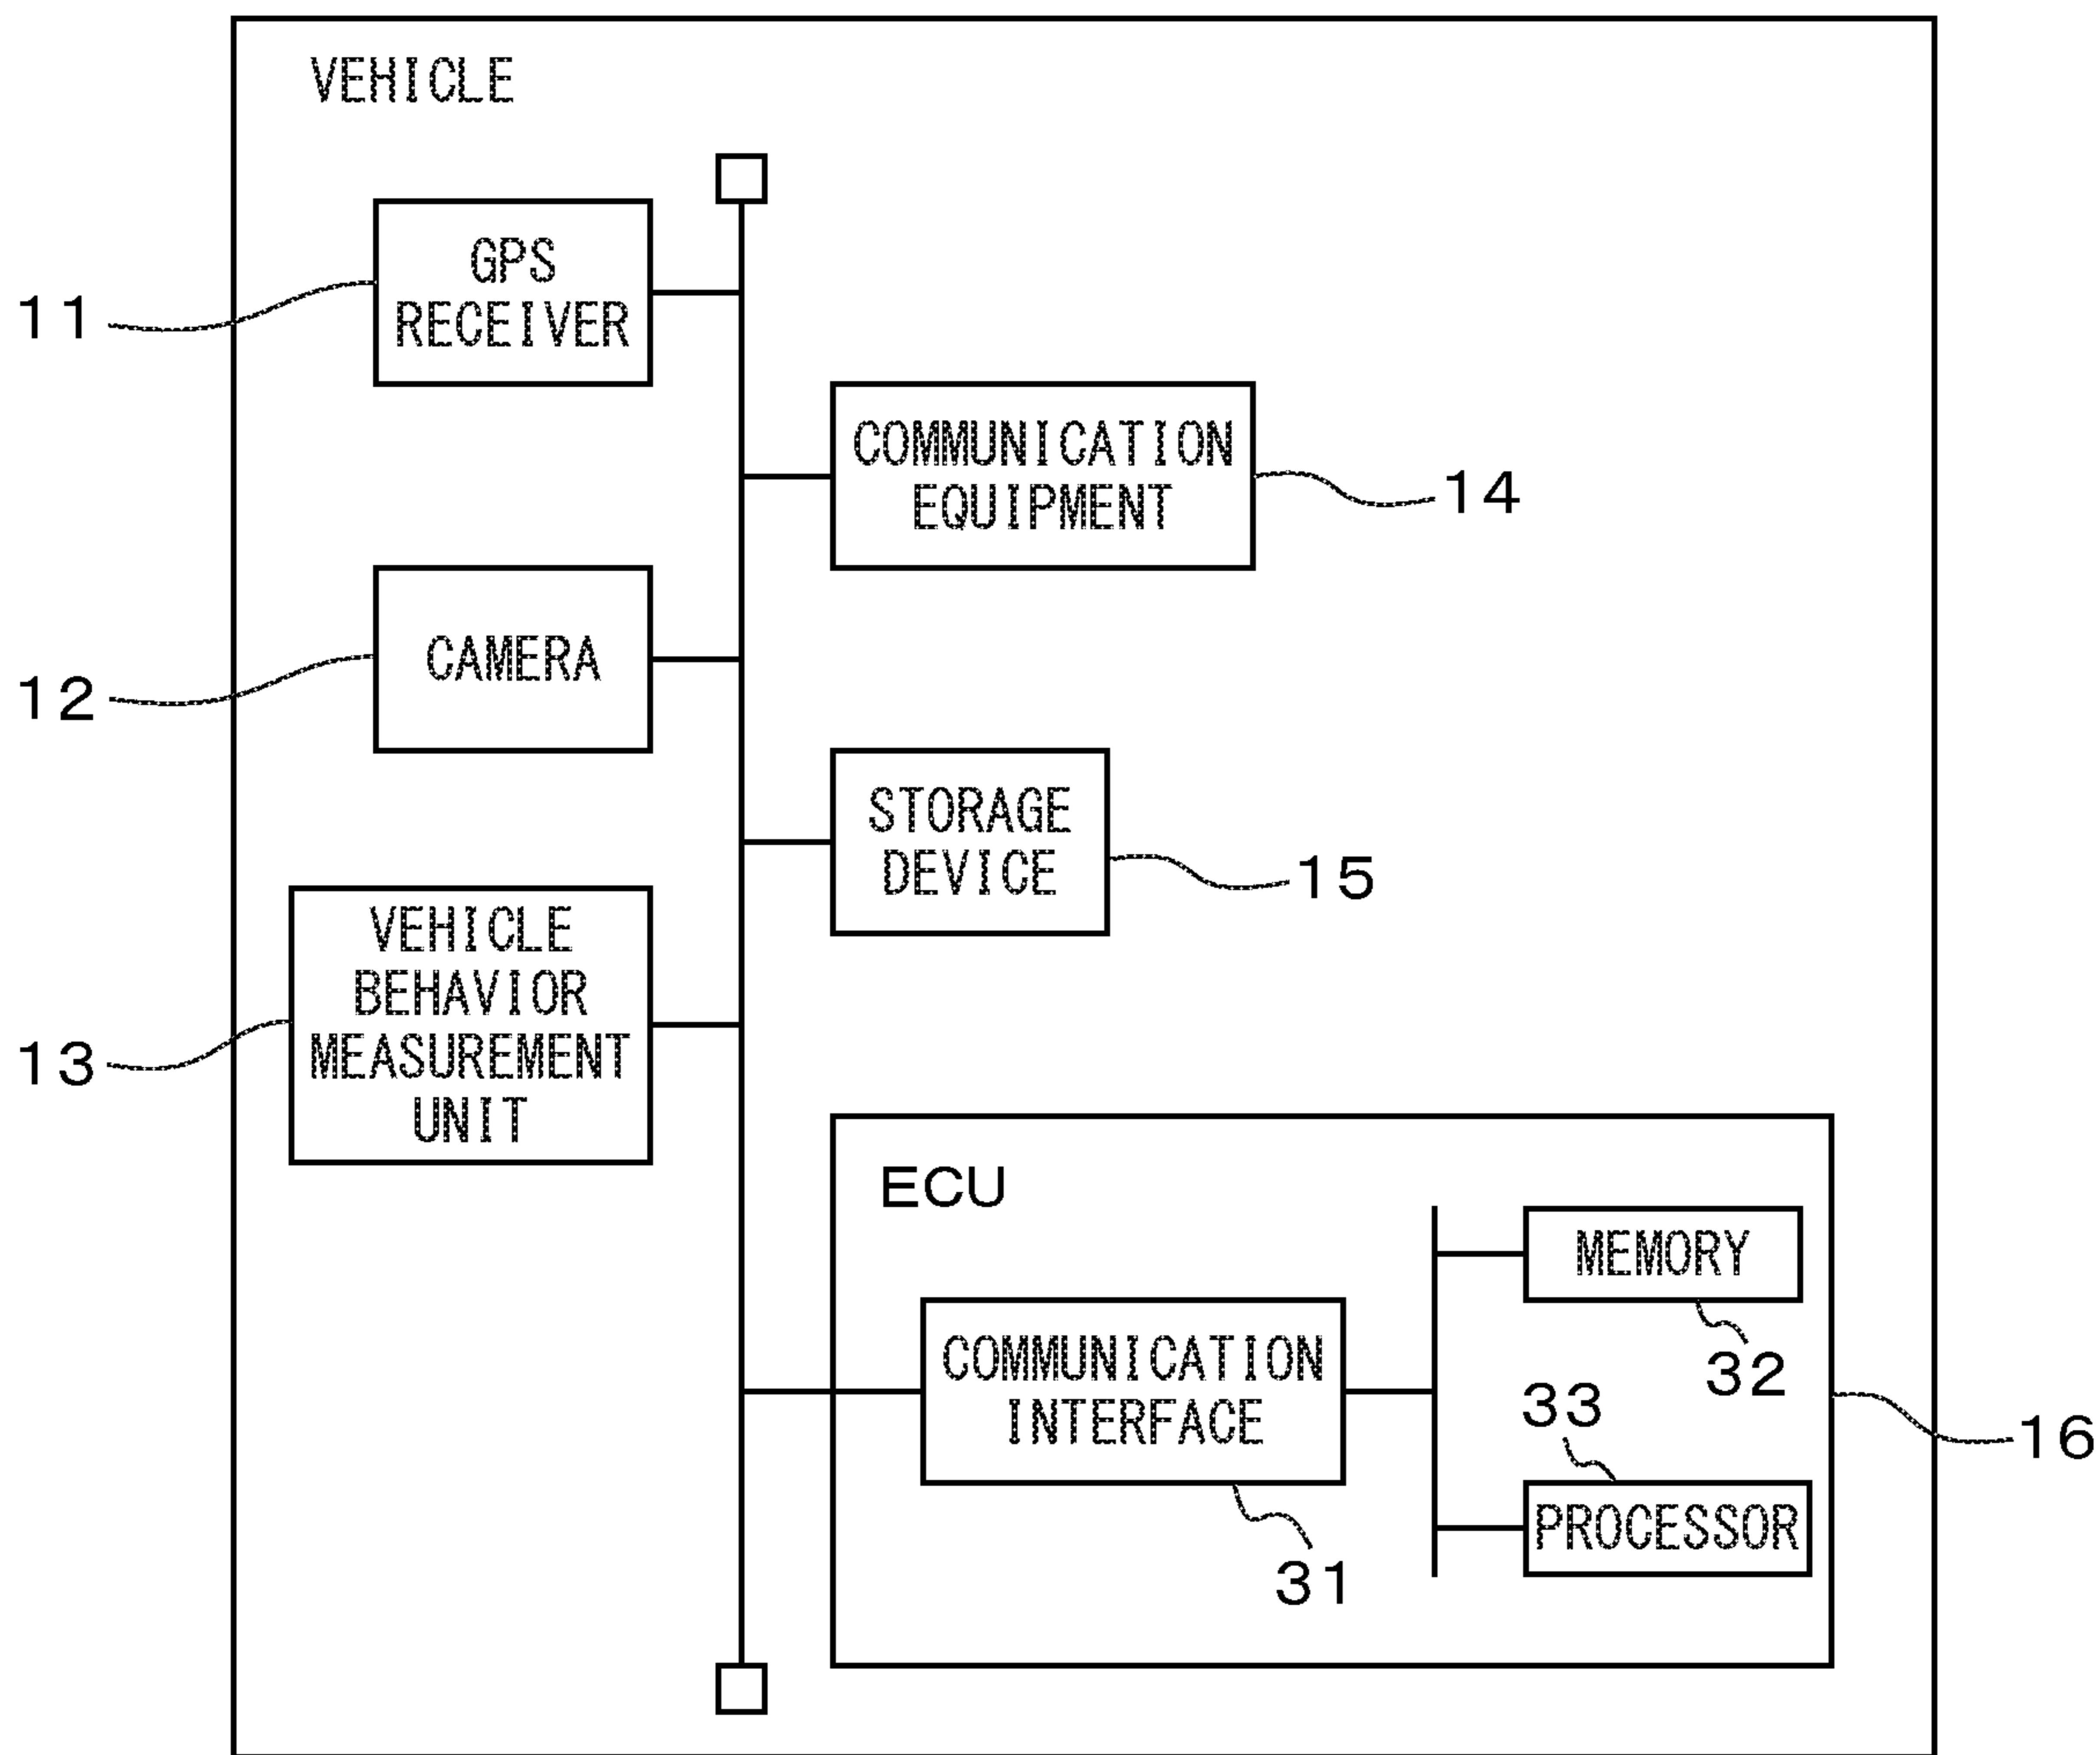 VEHICLE
GPS
RECEIVER
11
COMMUNICATION
EQUIPMENT
14
CAMERA
12
STORAGE
DEVICE
15
VEHICLE
BEHAVIOR
MEASUREMENT
UNIT
13
ECU
MEMORY
32
COMMUNICATION
INTERFACE
31
33
PROCESSOR
16